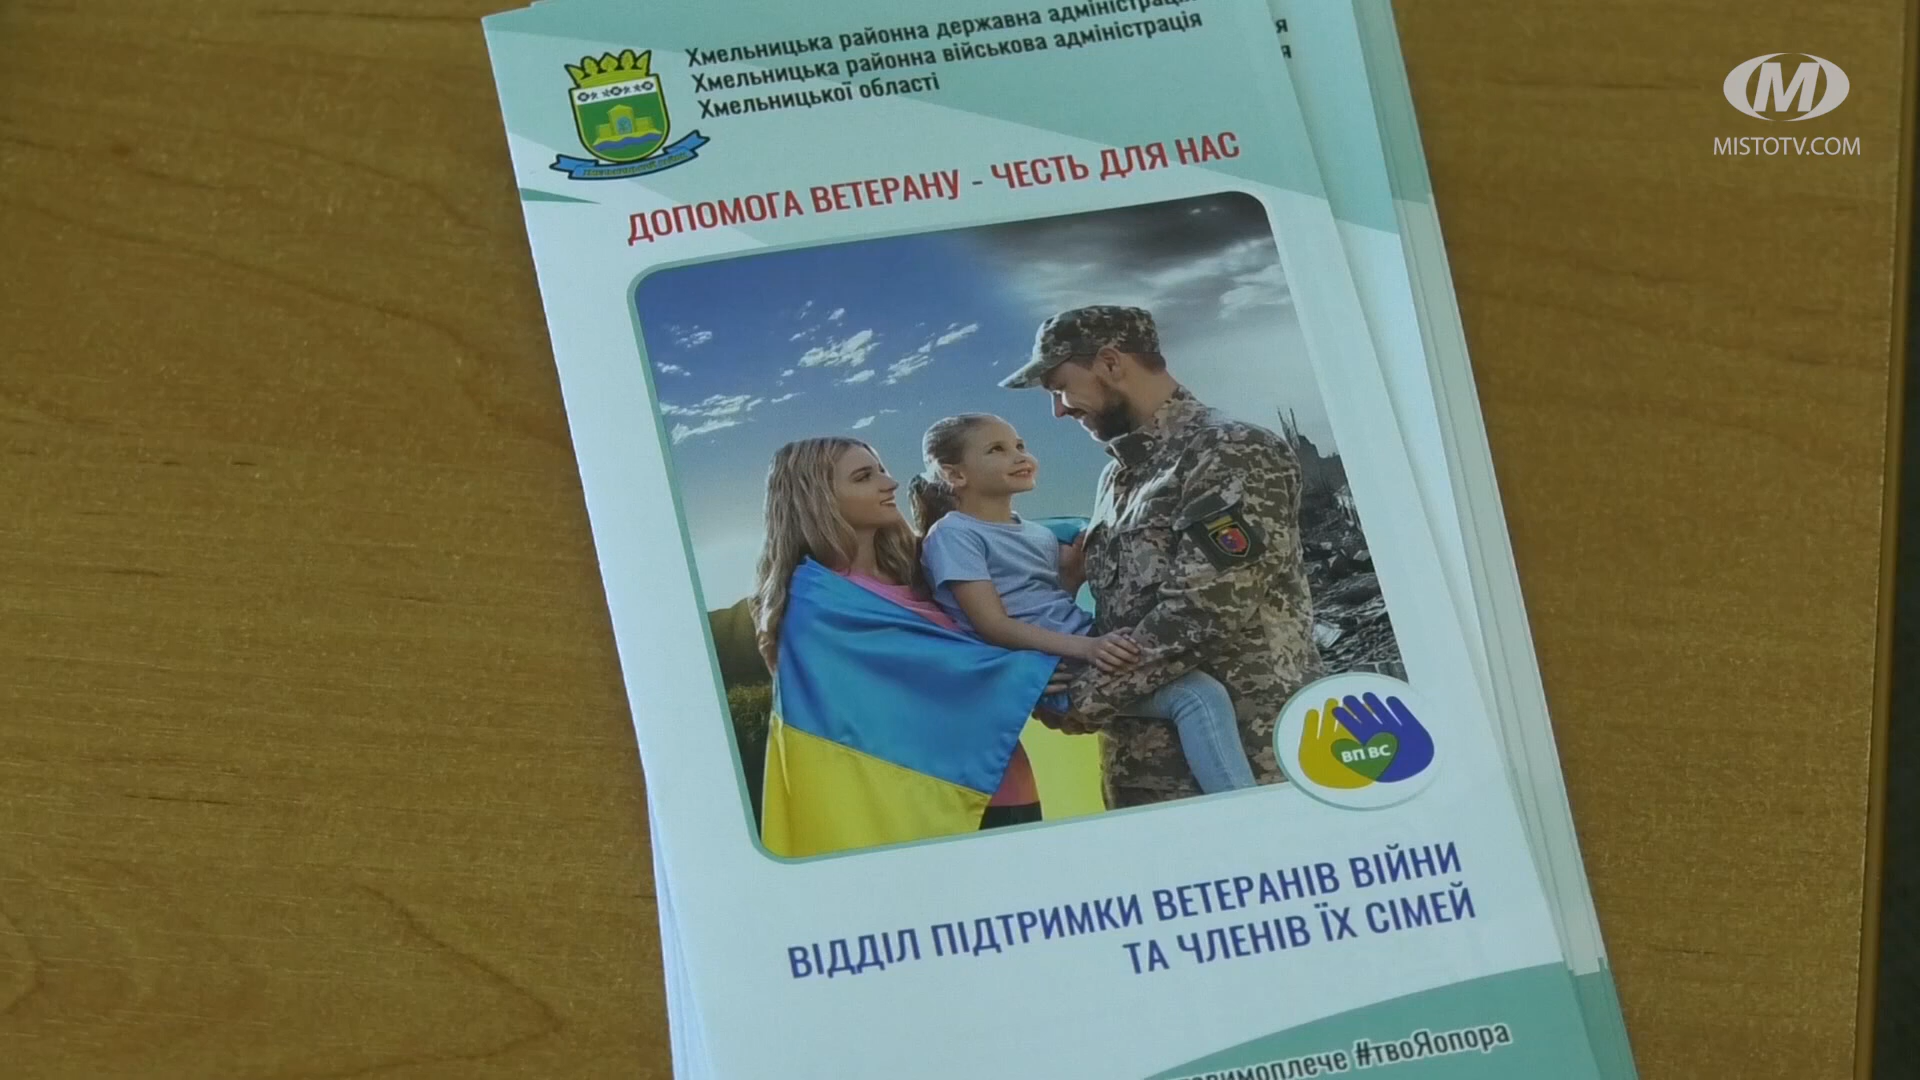 Хмельницька районна державна адміністрація
Хмельницька районна військова адміністрація
Хмельницької області
ДОПОМОГА ВЕТЕРАНУ - ЧЕСТЬ ДЛЯ НАС
ВП ВС
ВІДДІЛ ПІДТРИМКИ ВЕТЕРАНІВ ВІЙНИ
ТА ЧЛЕНІВ ЇХ СІМЕЙ
#твоЯопора
M
MISTOTV.COM